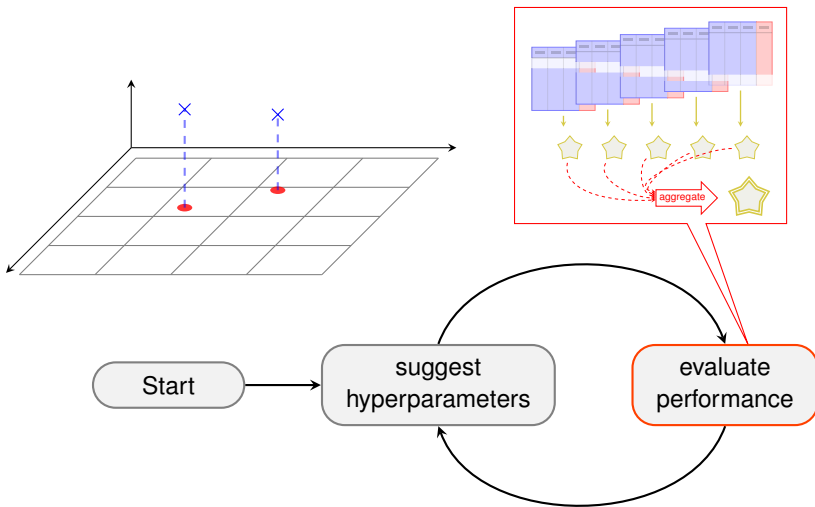 aggregate
Start
suggest
hyperparameters
evaluate
performance